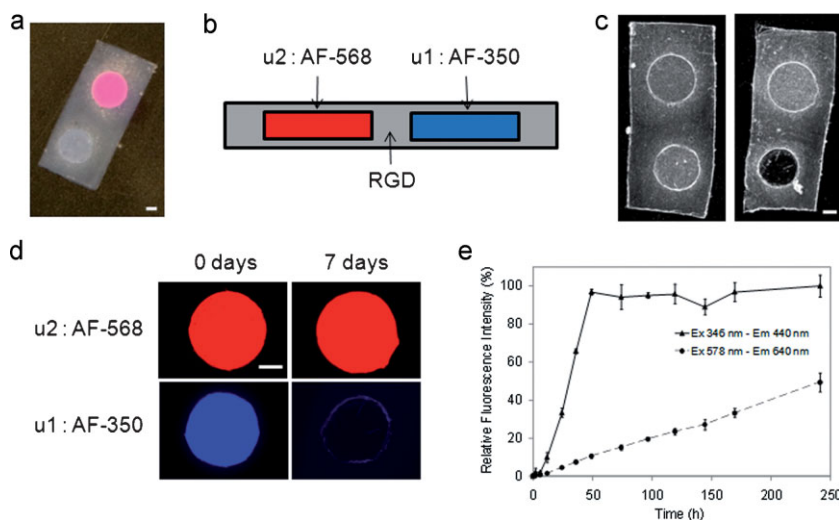 a
b
u2 : AF-568 u1 : AF-350
RGD
c
d
0 days 7 days
u2 : AF-568
u1 : AF-350
e
Relative Fluorescence Intensity (%)
100
80
60
40
20
0
Ex 346 nm - Em 440 nm
Ex 578 nm - Em 640 nm
0 50 100 150 200 250
Time (h)